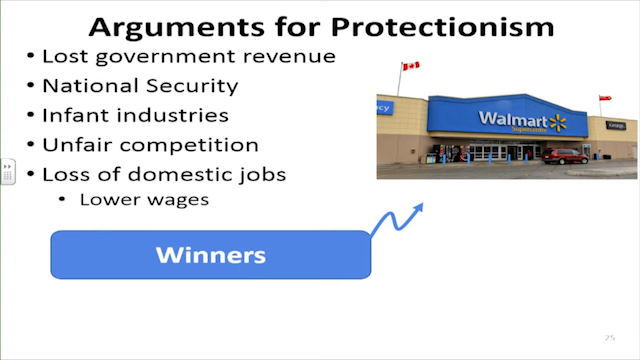 Arguments for Protectionism
• Lost government revenue
• National Security
• Infant industries
• Unfair competition
• Loss of domestic jobs
• Lower wages
Walmart
Supercentre
Winners
25